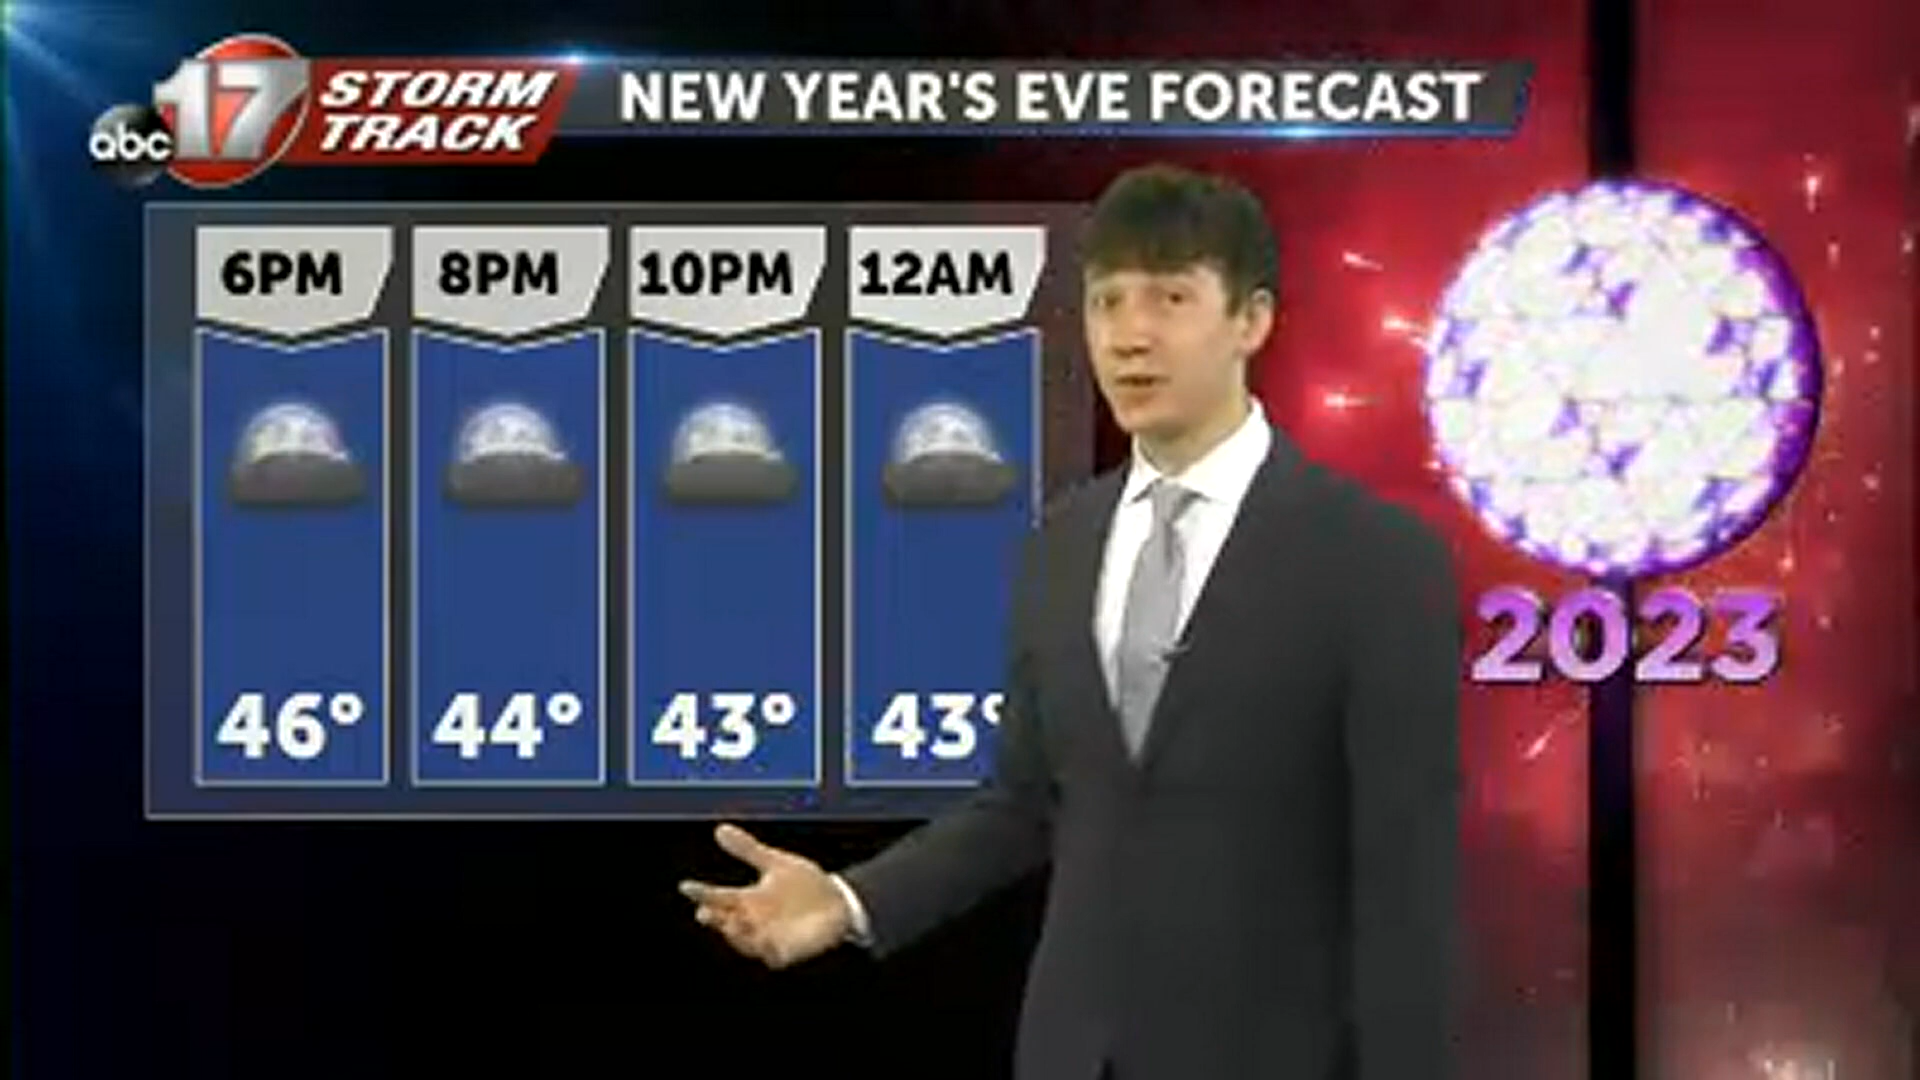 abc 17 STORM TRACK
NEW YEAR'S EVE FORECAST
6PM 8PM 10PM 12AM
46° 44° 43° 43°
2023